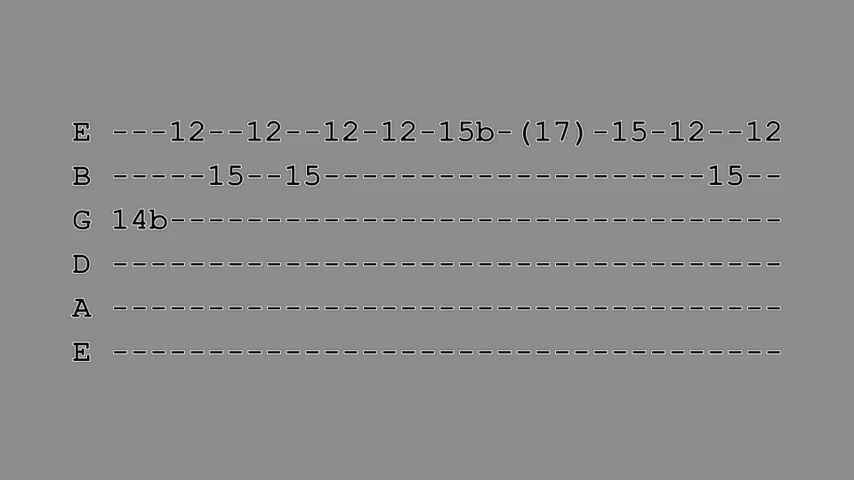 E ---12--12--12-12-15b-(17)-15-12--12
B -----15--15--------------------15--
G 14b--------------------------------
D -----------------------------------
A -----------------------------------
E -----------------------------------